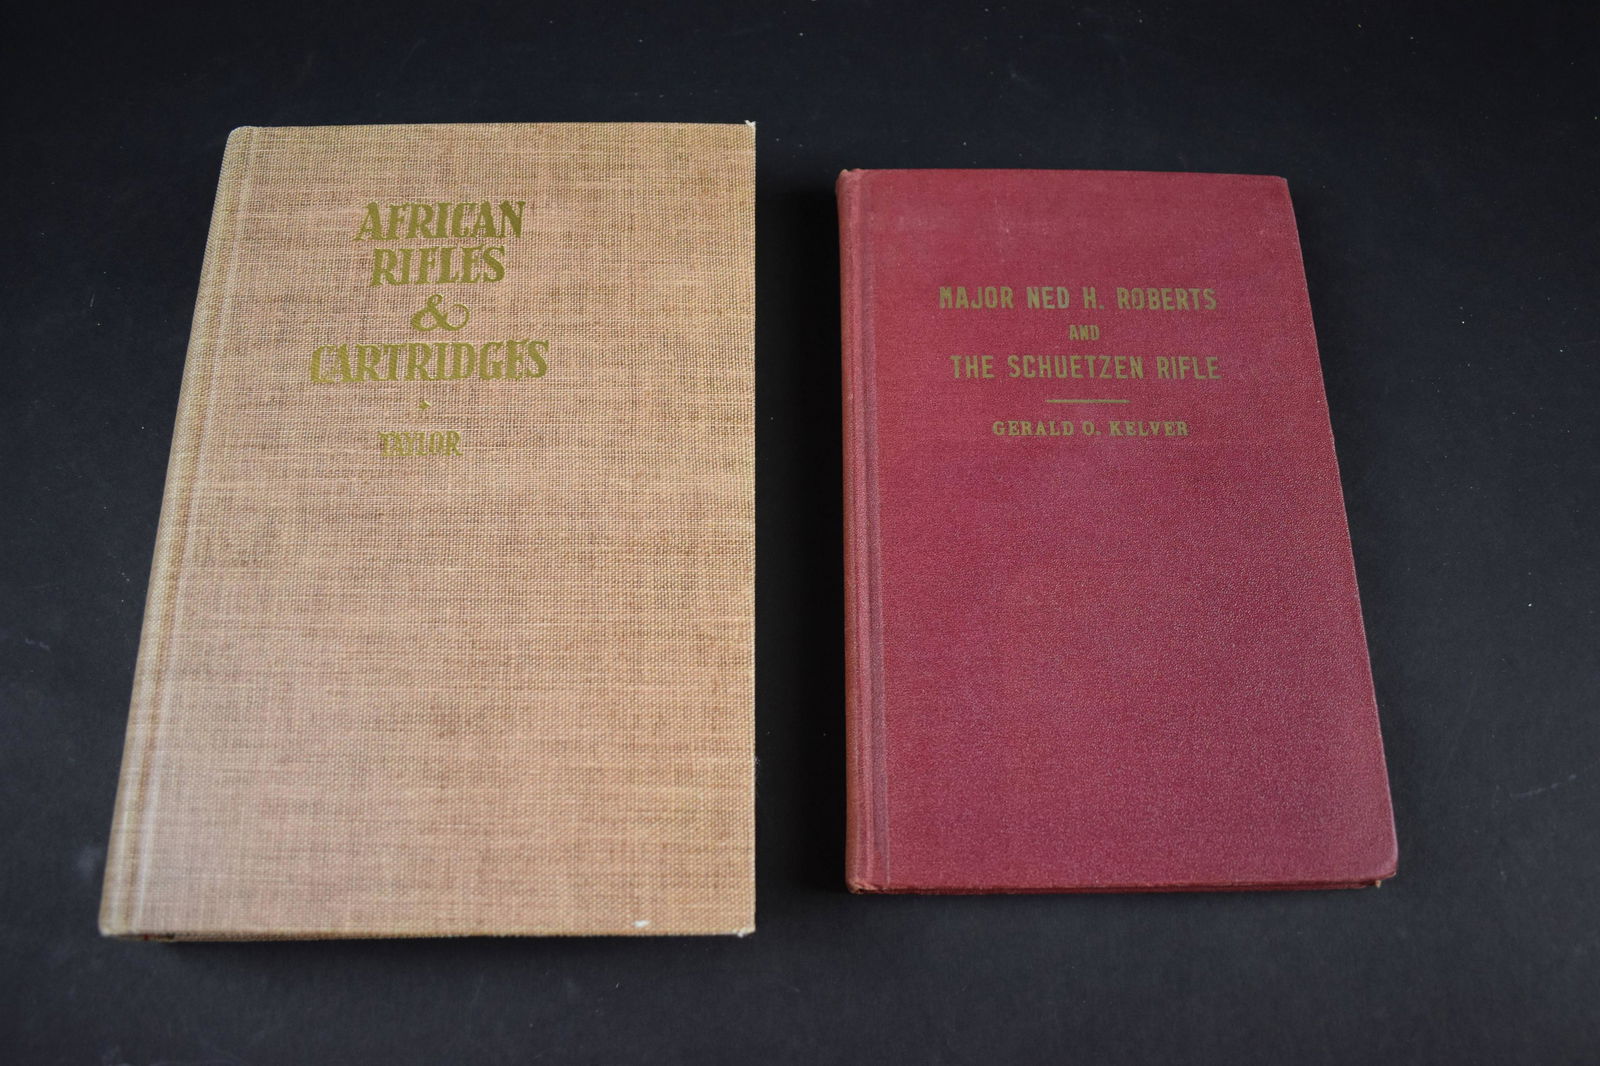 AFRICAN
RIFLES
&
CARTRIDGES
TAYLOR
MAJOR NED H. ROBERTS
AND
THE SCHUETZEN RIFLE
GERALD O. KELVER